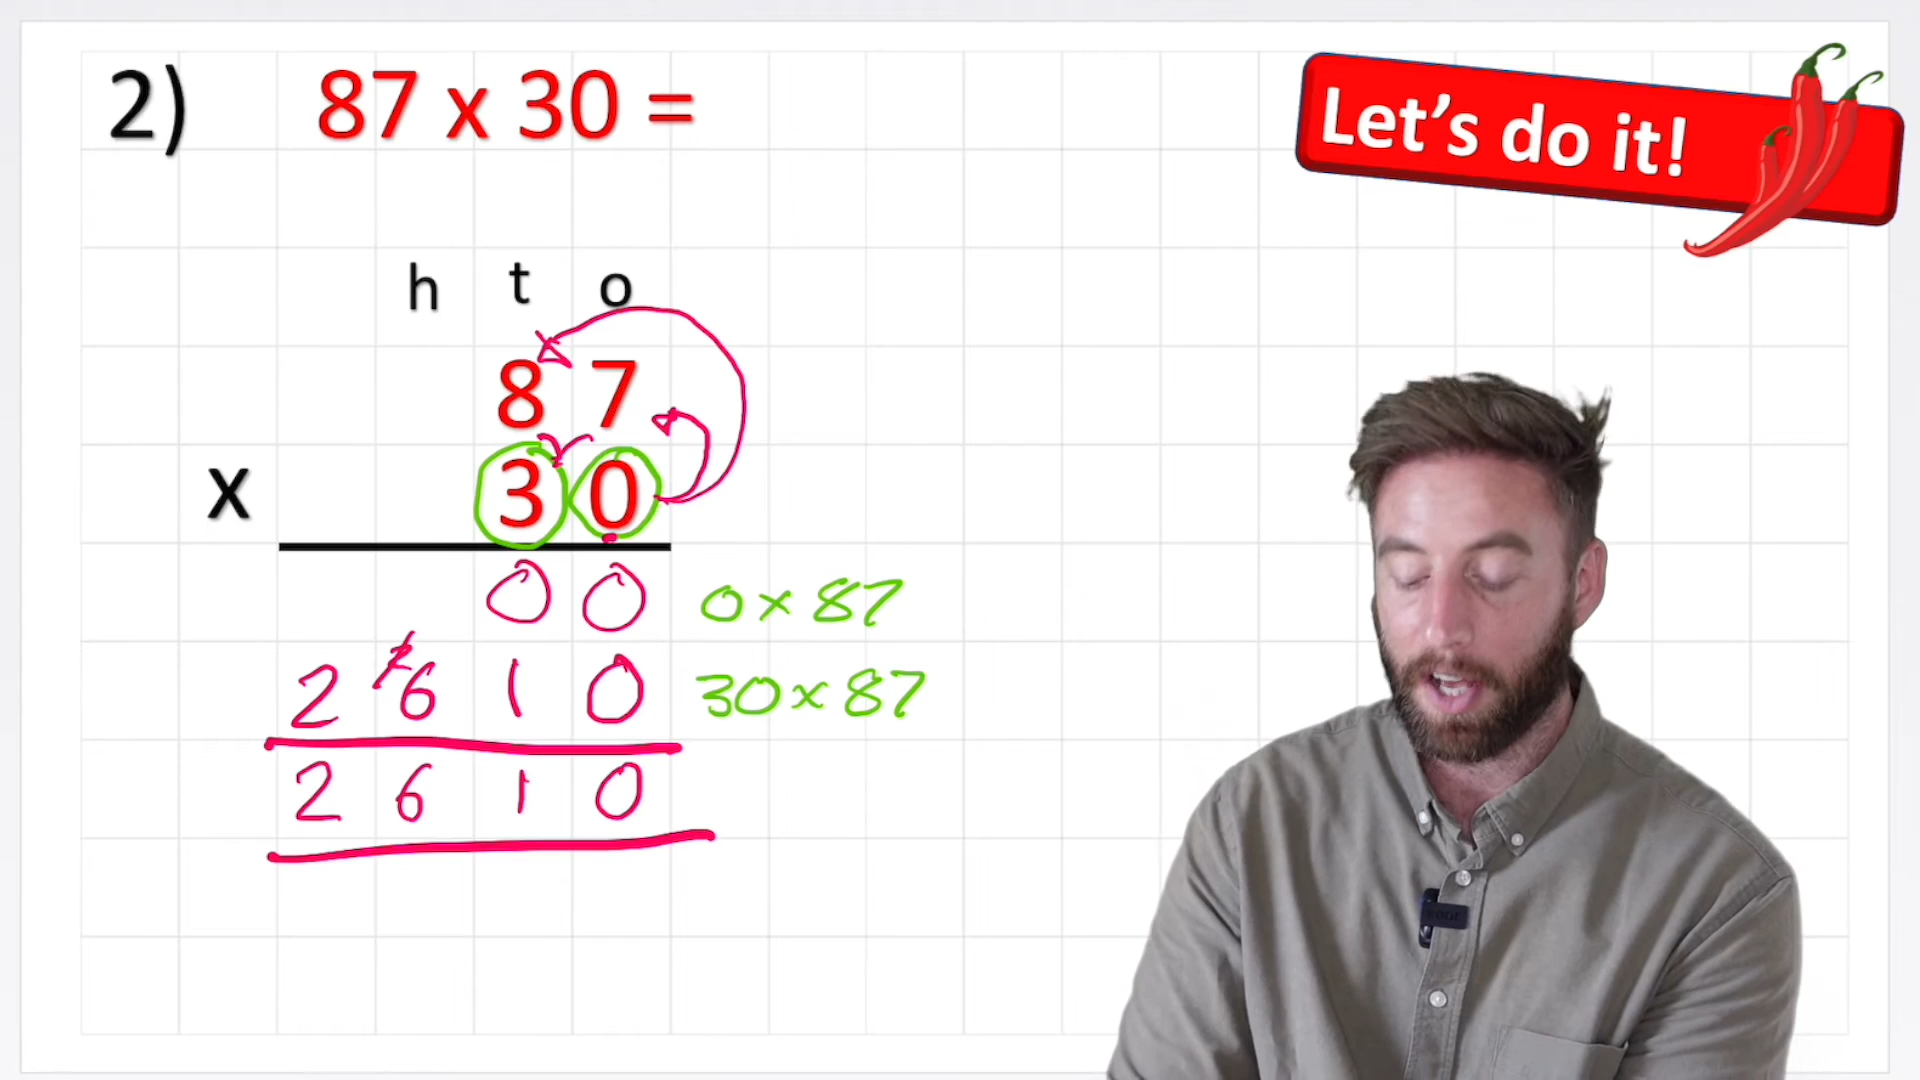 2) 87 x 30 =
Let's do it!
h t o
8 7
x 3 0
0 0 0 x 87
2 2 6 1 0 30 x 87
2 6 1 0